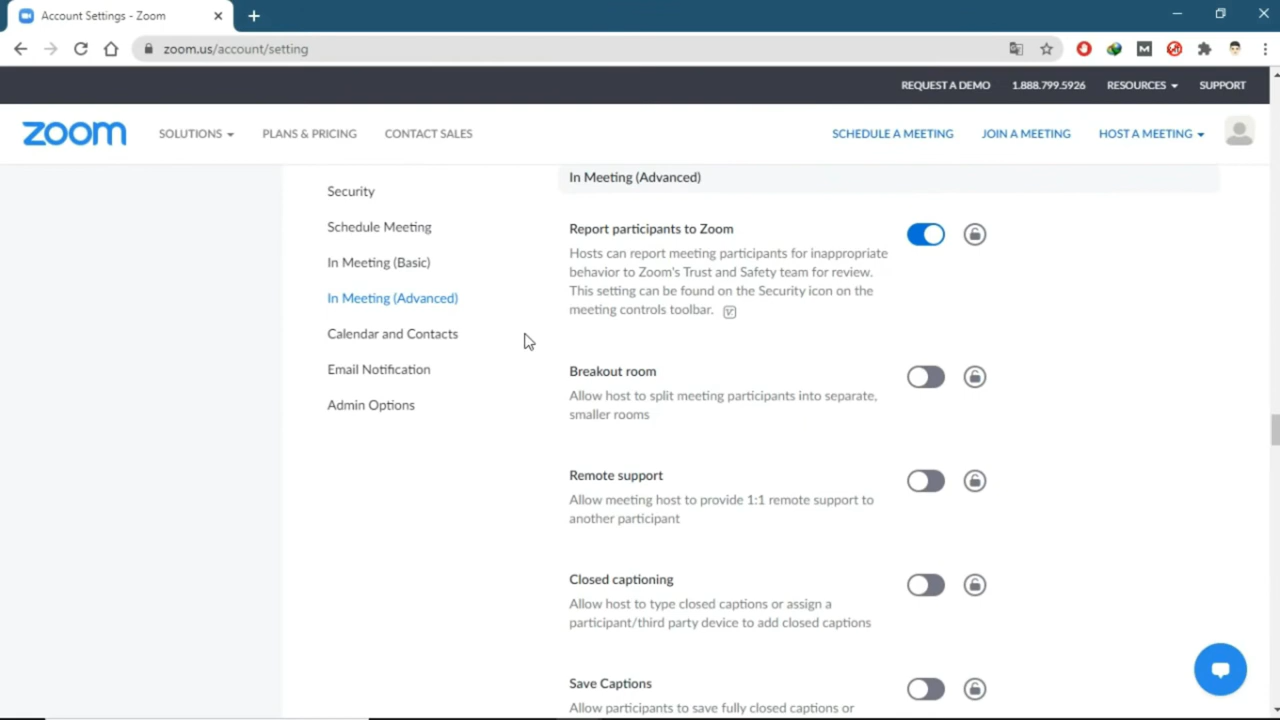 Account Settings - Zoom
zoom.us/account/setting
REQUEST A DEMO 1.888.799.5926 RESOURCES SUPPORT
zoom SOLUTIONS PLANS & PRICING CONTACT SALES SCHEDULE A MEETING JOIN A MEETING HOST A MEETING
Security
Schedule Meeting
In Meeting (Basic)
In Meeting (Advanced)
Calendar and Contacts
Email Notification
Admin Options
In Meeting (Advanced)
Report participants to Zoom
Hosts can report meeting participants for inappropriate
behavior to Zoom's Trust and Safety team for review.
This setting can be found on the Security icon on the
meeting controls toolbar.
Breakout room
Allow host to split meeting participants into separate,
smaller rooms
Remote support
Allow meeting host to provide 1:1 remote support to
another participant
Closed captioning
Allow host to type closed captions or assign a
participant/third party device to add closed captions
Save Captions
Allow participants to save fully closed captions or